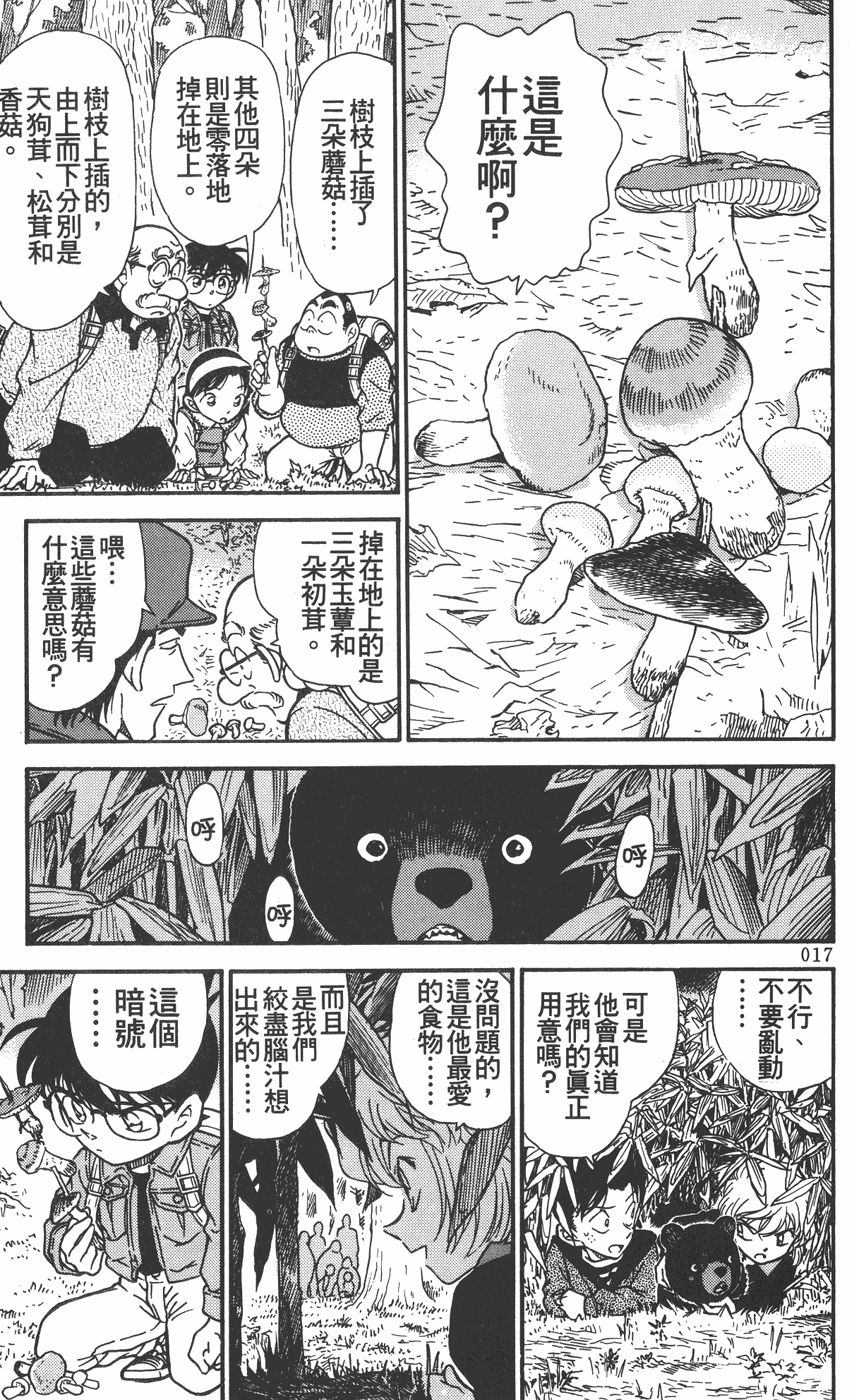 這是
什麼啊？
樹枝上插了
三朵蘑菇……
其他四朵
則是零落地
掉在地上。
樹枝上插的，
由上而下分別是
天狗茸、松茸和
香菇。
掉在地上的是
三朵玉蕈和
一朵初茸。
喂…
這些蘑菇有
什麼意思嗎？
呼
呼
呼
017
不行、
不要亂動
……
可是
他會知道
我們的真正
用意嗎？
沒問題的，
這是他最愛
的食物……
而且
是我們
絞盡腦汁想
出來的……
這個
暗號
……